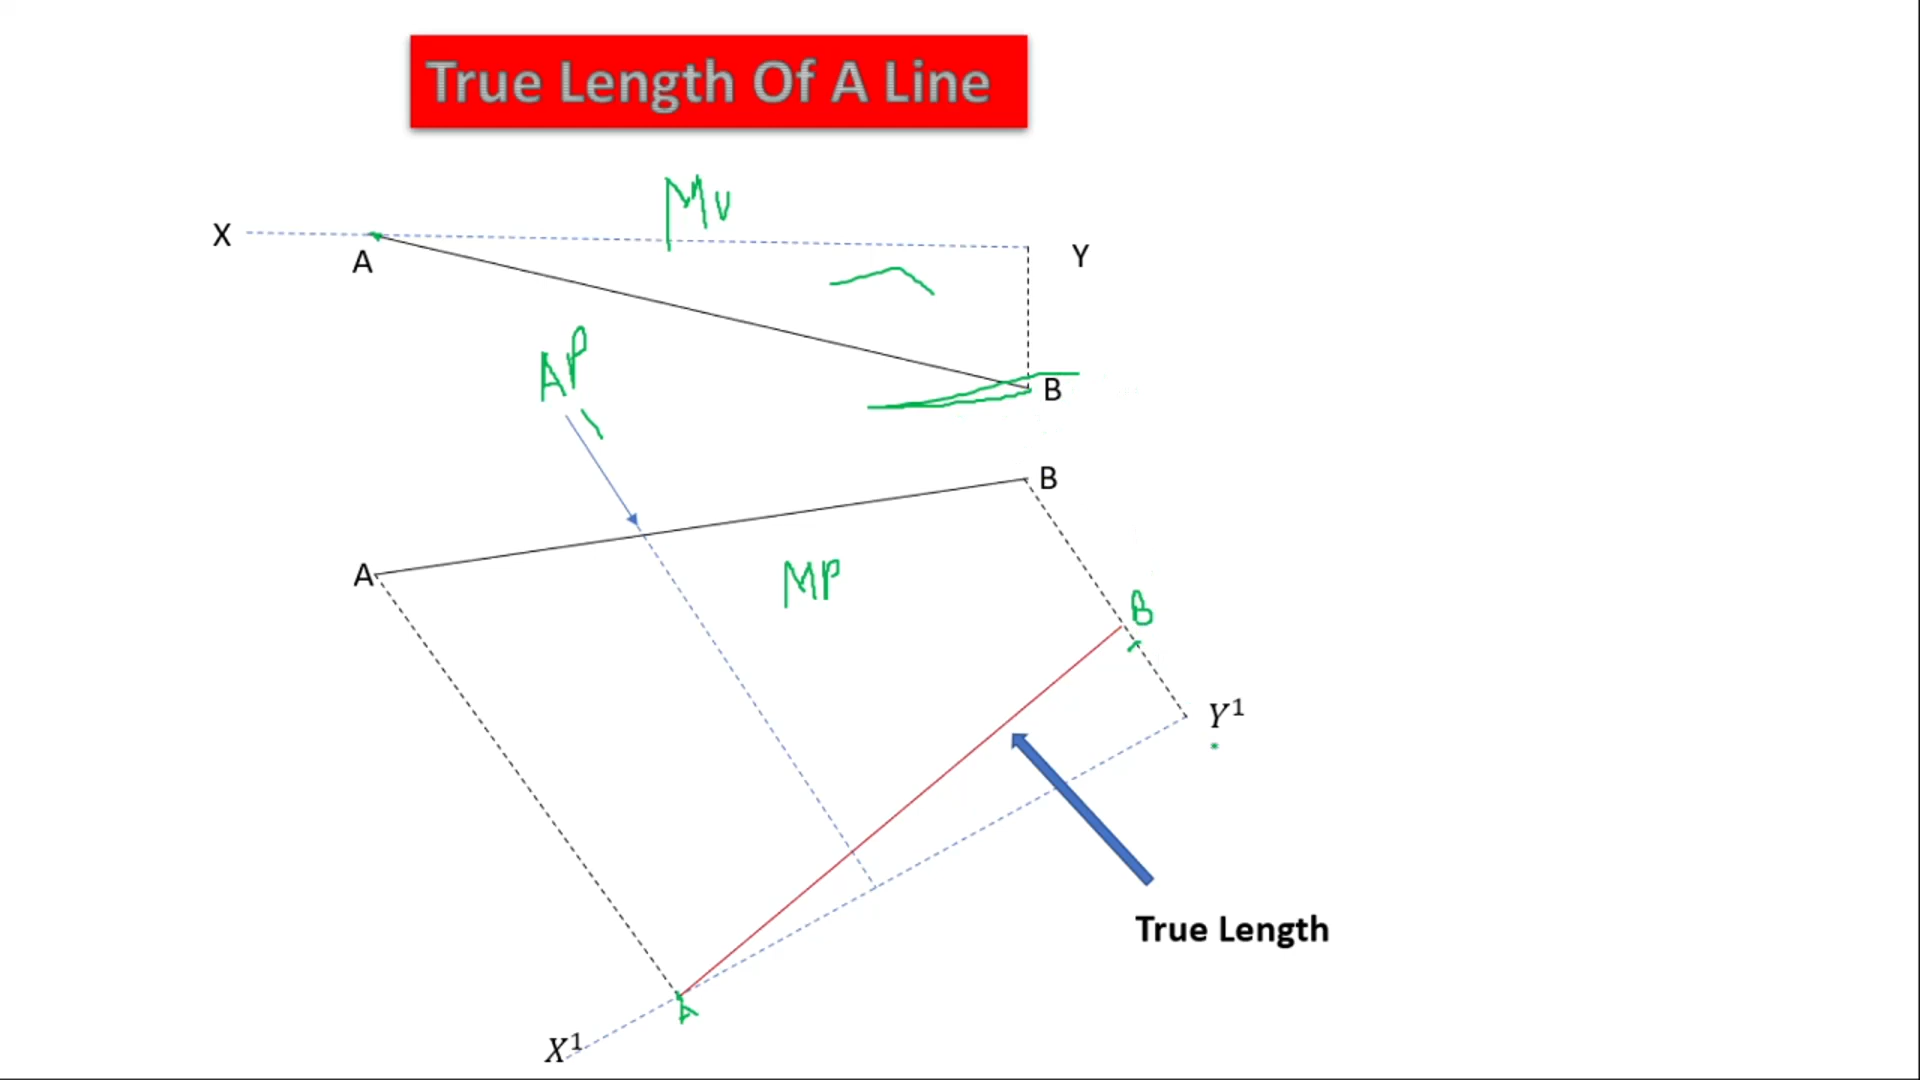 True Length Of A Line
Mv
X
A
Y
AP
B
B
A
MP
B
Y¹
True Length
A
X¹